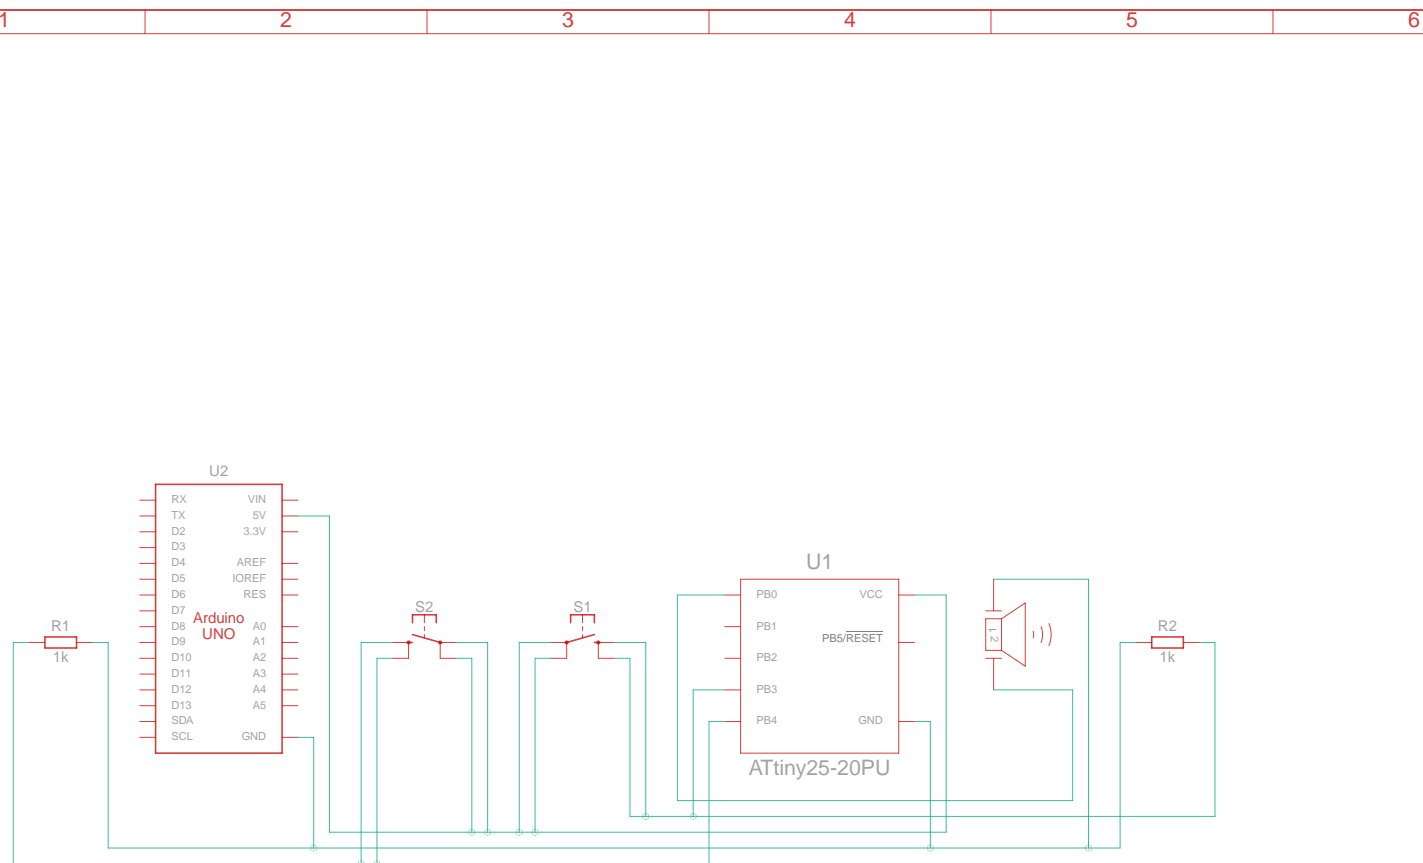 1 2 3 4 5 6
U2
RX VIN
TX 5V
D2 3.3V
D3
D4 AREF
D5 IOREF
D6 RES
D7
D8 A0
D9 A1
D10 A2
D11 A3
D12 A4
D13 A5
SDA
SCL GND
Arduino
UNO
R1
1k
S2
S1
U1
PB0 VCC
PB1
PB5/RESET
PB2
PB3
PB4 GND
ATtiny25-20PU
1 2
R2
1k